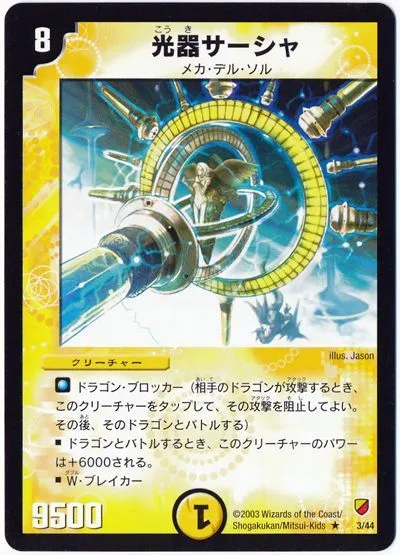 8
こう き
光器サーシャ
メカ・デル・ソル
クリーチャー
illus. Jason
ドラゴン・ブロッカー（相手のドラゴンが攻撃するとき、
このクリーチャーをタップして、その攻撃を阻止してよい。
その後、そのドラゴンとバトルする）
■ ドラゴンとバトルするとき、このクリーチャーのパワー
は＋6000される。
■ W・ブレイカー
9500
1
©2003 Wizards of the Coast/
Shogakukan/Mitsui-Kids ★ 3/44